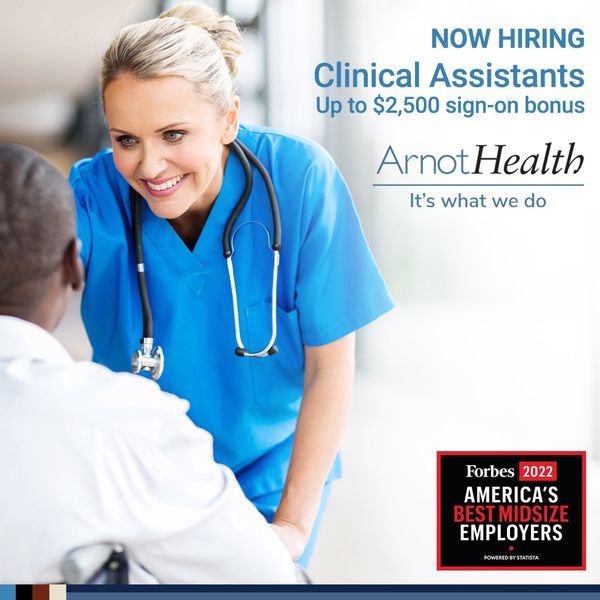 NOW HIRING
Clinical Assistants
Up to $2,500 sign-on bonus
ArnotHealth
It's what we do
Forbes 2022
AMERICA'S
BEST MIDSIZE
EMPLOYERS
POWERED BY STATISTA